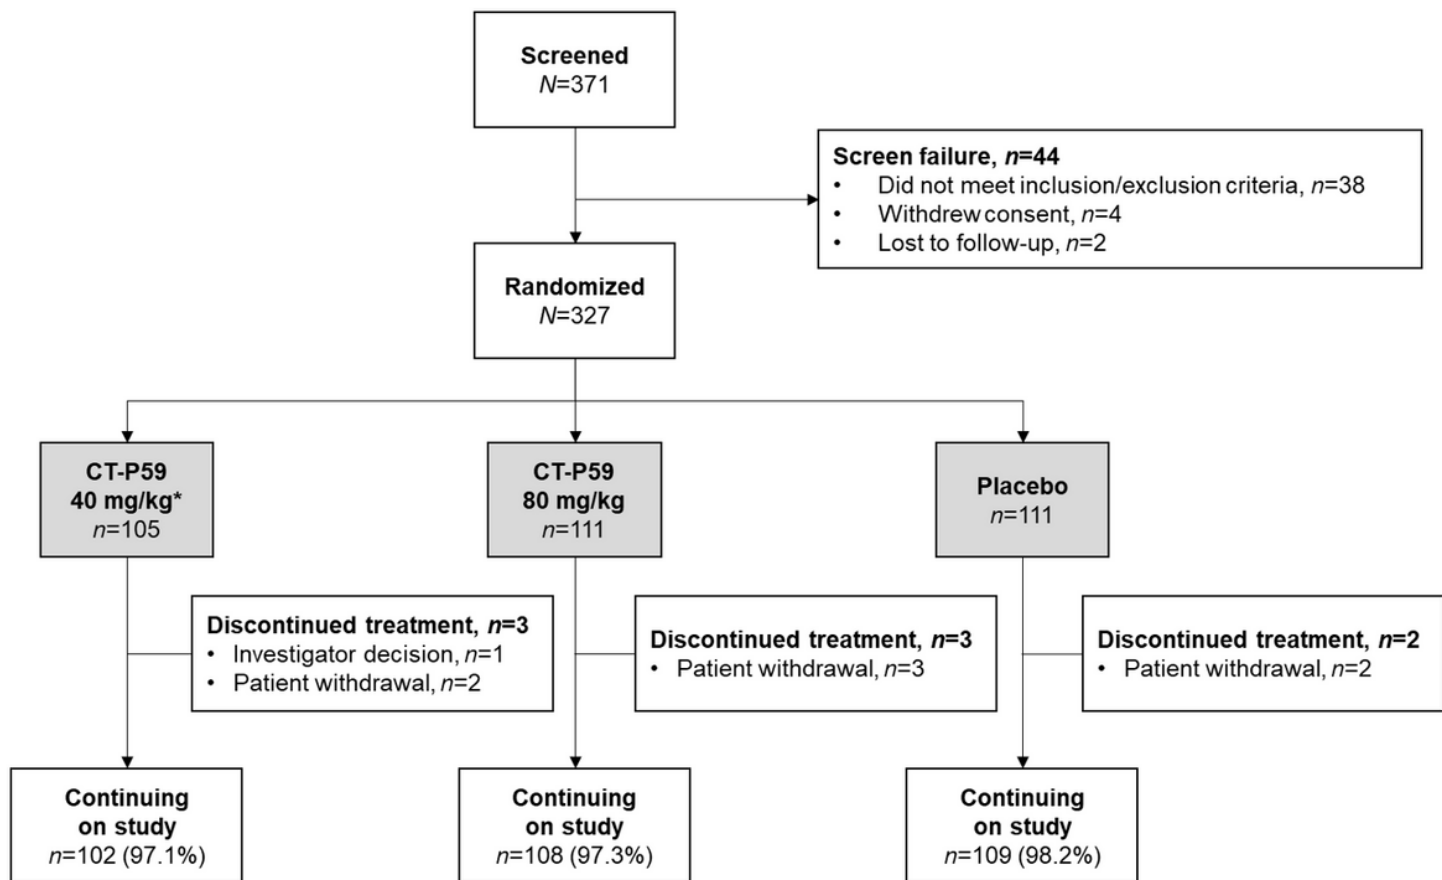 Screened
N=371
Screen failure, n=44
• Did not meet inclusion/exclusion criteria, n=38
• Withdrew consent, n=4
• Lost to follow-up, n=2
Randomized
N=327
CT-P59
40 mg/kg*
n=105
CT-P59
80 mg/kg
n=111
Placebo
n=111
Discontinued treatment, n=3
• Investigator decision, n=1
• Patient withdrawal, n=2
Discontinued treatment, n=3
• Patient withdrawal, n=3
Discontinued treatment, n=2
• Patient withdrawal, n=2
Continuing
on study
n=102 (97.1%)
Continuing
on study
n=108 (97.3%)
Continuing
on study
n=109 (98.2%)